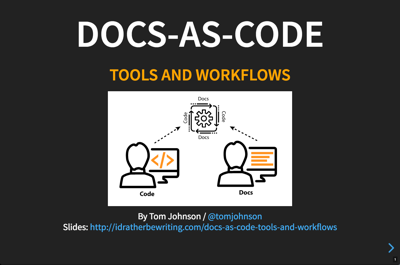 DOCS-AS-CODE
TOOLS AND WORKFLOWS
Docs
Code
Code
Docs
Code
Docs
By Tom Johnson / @tomjohnson
Slides: http://idratherbewriting.com/docs-as-code-tools-and-workflows